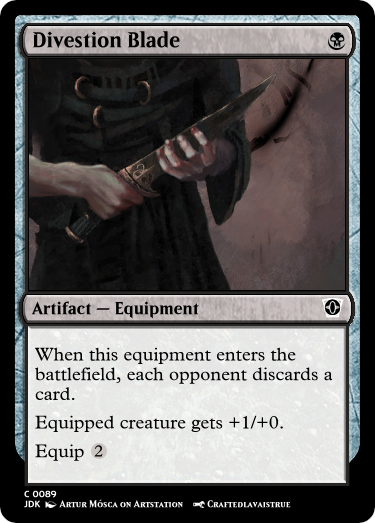 Divestion Blade
Artifact — Equipment
When this equipment enters the
battlefield, each opponent discards a
card.
Equipped creature gets +1/+0.
Equip 2
C 0089
JDK Artur Mósca on Artstation Craftedlavaistrue